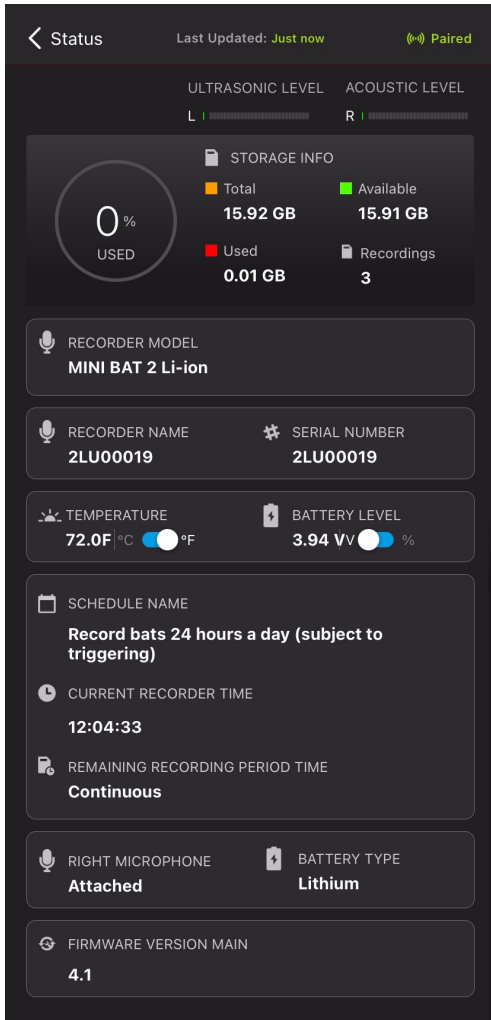 Status
Last Updated: Just now
Paired
ULTRASONIC LEVEL
ACOUSTIC LEVEL
L
R
STORAGE INFO
0 %
USED
Total
Available
15.92 GB
15.91 GB
Used
Recordings
0.01 GB
3
RECORDER MODEL
MINI BAT 2 Li-ion
RECORDER NAME
SERIAL NUMBER
2LU00019
2LU00019
TEMPERATURE
BATTERY LEVEL
72.0F °C °F
3.94 V V %
SCHEDULE NAME
Record bats 24 hours a day (subject to
triggering)
CURRENT RECORDER TIME
12:04:33
REMAINING RECORDING PERIOD TIME
Continuous
RIGHT MICROPHONE
BATTERY TYPE
Attached
Lithium
FIRMWARE VERSION MAIN
4.1